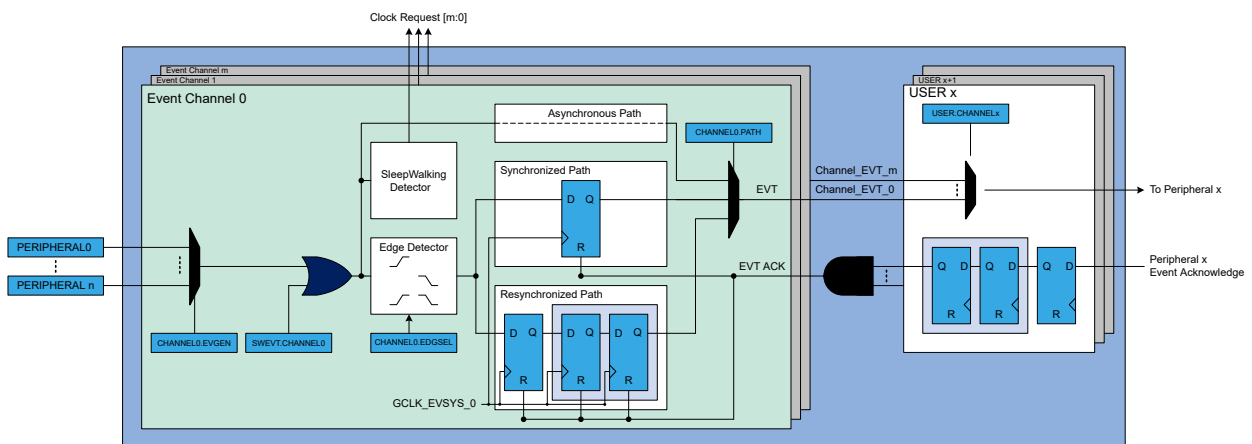 Clock Request [m:0]
Event Channel m
Event Channel 1
Event Channel 0
USER x+1
USER x
Asynchronous Path
CHANNEL0.PATH
USER.CHANNELx
SleepWalking
Detector
Synchronized Path
D Q
R
EVT
Channel_EVT_m
Channel_EVT_0
To Peripheral x
PERIPHERAL0
PERIPHERAL n
Edge Detector
EVT ACK
Q D
R
Q D
R
Q D
R
Peripheral x
Event Acknowledge
Resynchronized Path
D Q
R
D Q
R
D Q
R
CHANNEL0.EVGEN
SWEVT.CHANNEL0
CHANNEL0.EDGSEL
GCLK_EVSYS_0